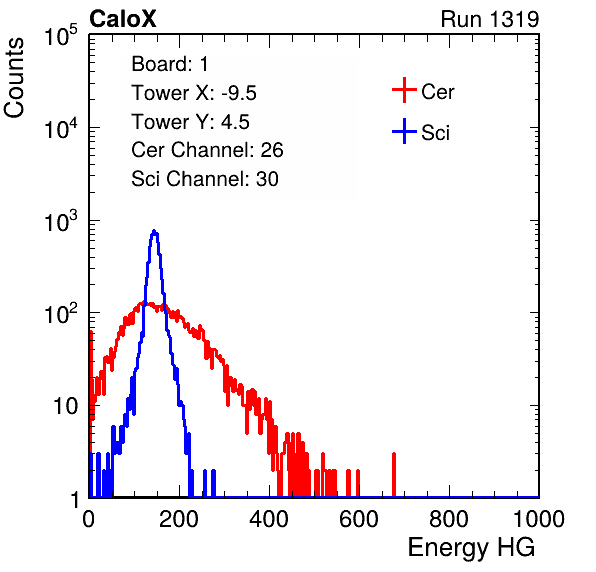 CaloX Run 1319
Counts
Board: 1
Tower X: -9.5
Tower Y: 4.5
Cer Channel: 26
Sci Channel: 30
Cer
Sci
10^5
10^4
10^3
10^2
10
1
0 200 400 600 800 1000
Energy HG